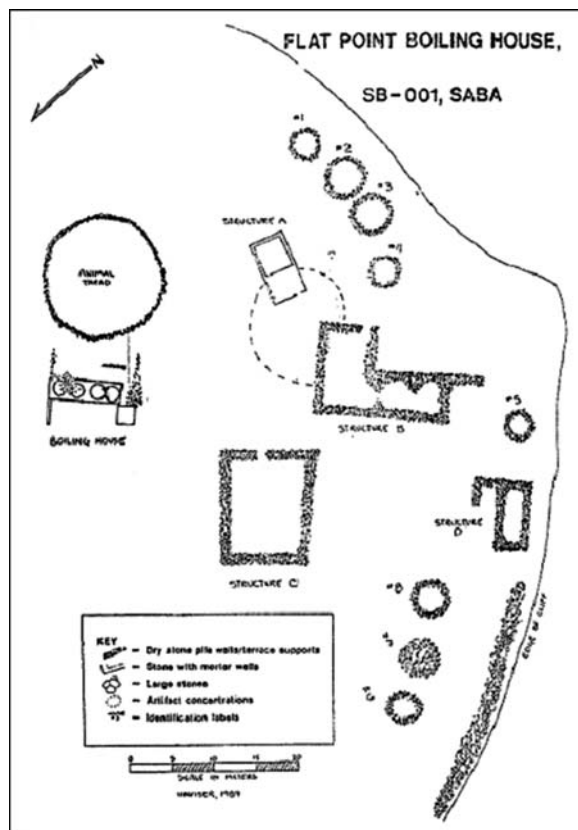 FLAT POINT BOILING HOUSE,
SB-001, SABA
N
#1
#2
#3
STRUCTURE A
#4
ANIMAL
TREAD
STRUCTURE B
#5
BOILING HOUSE
STRUCTURE
D
STRUCTURE C
#8
EDGE OF CLIFF
KEY
= Dry stone pile walls/terrace supports
= Stone with mortar walls
= Large stones
= Artifact concentrations
= Identification labels
0 5 10 15 20
SCALE IN METERS
HAVISER, 1989